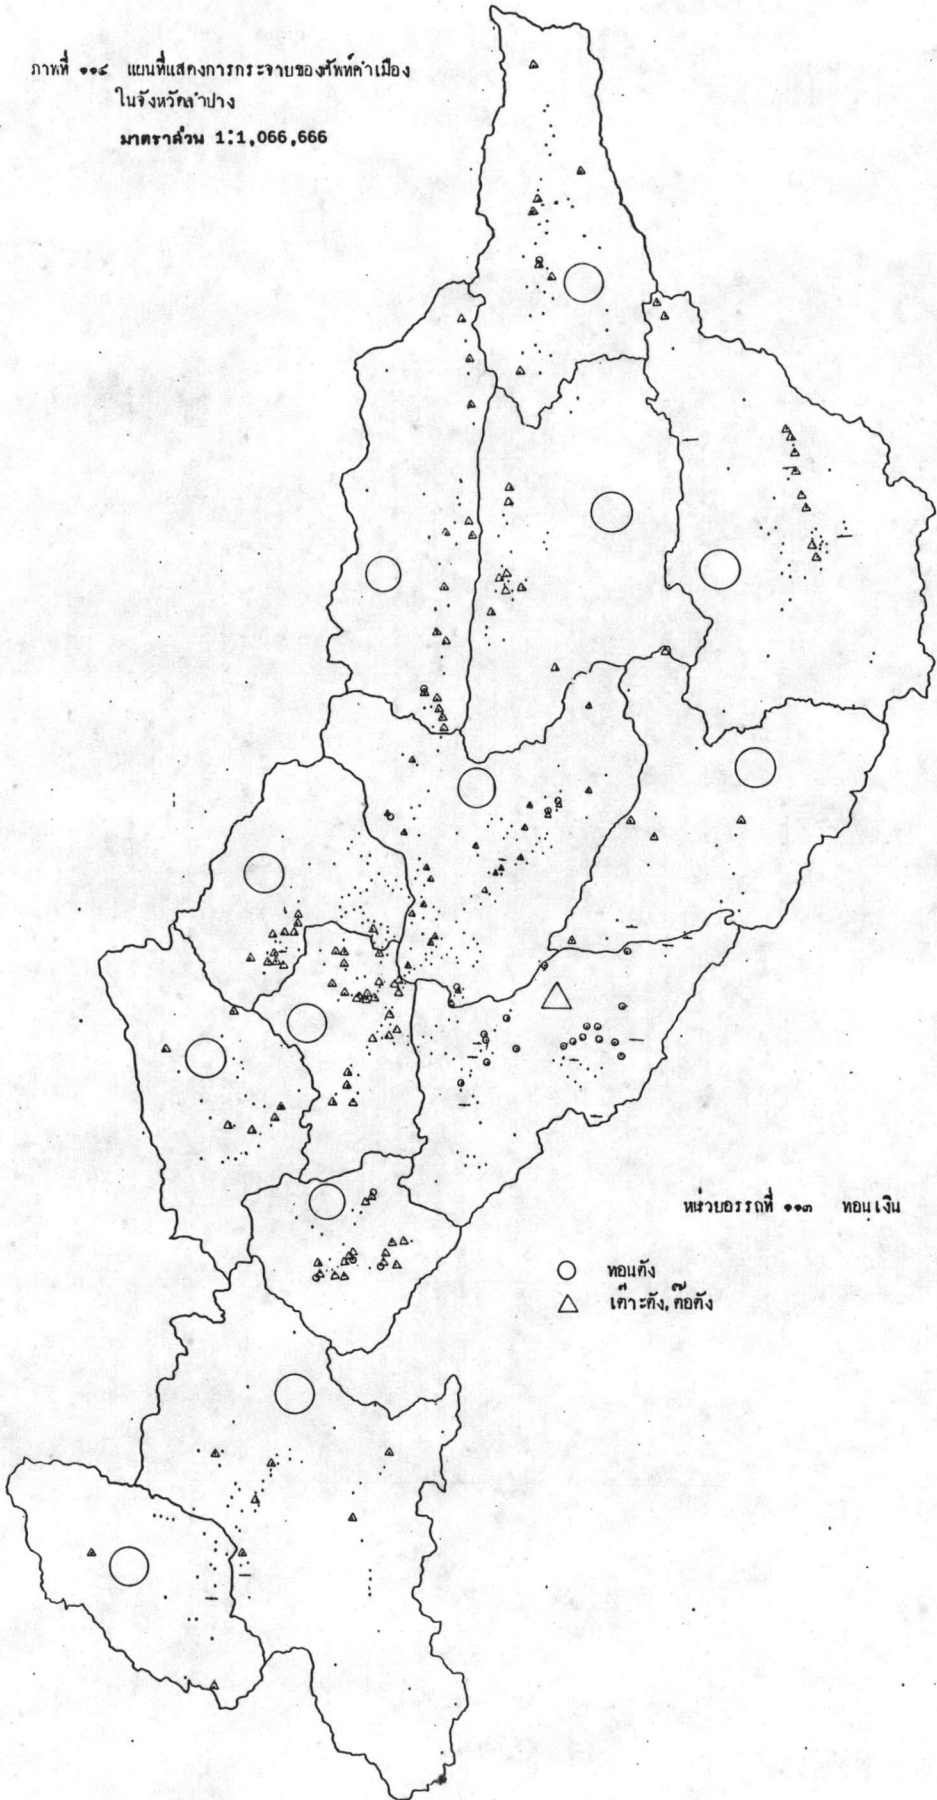 ภาพที่ ๑๑๔ แผนที่แสดงการกระจายของศัพท์คำเมือง
ในจังหวัดลำปาง
มาตราส่วน 1:1,066,666
หน่วยอรรถที่ ๑๑๓ ทอนเงิน
ทอนตัง
เต๊าะตัง, ต๊อตัง